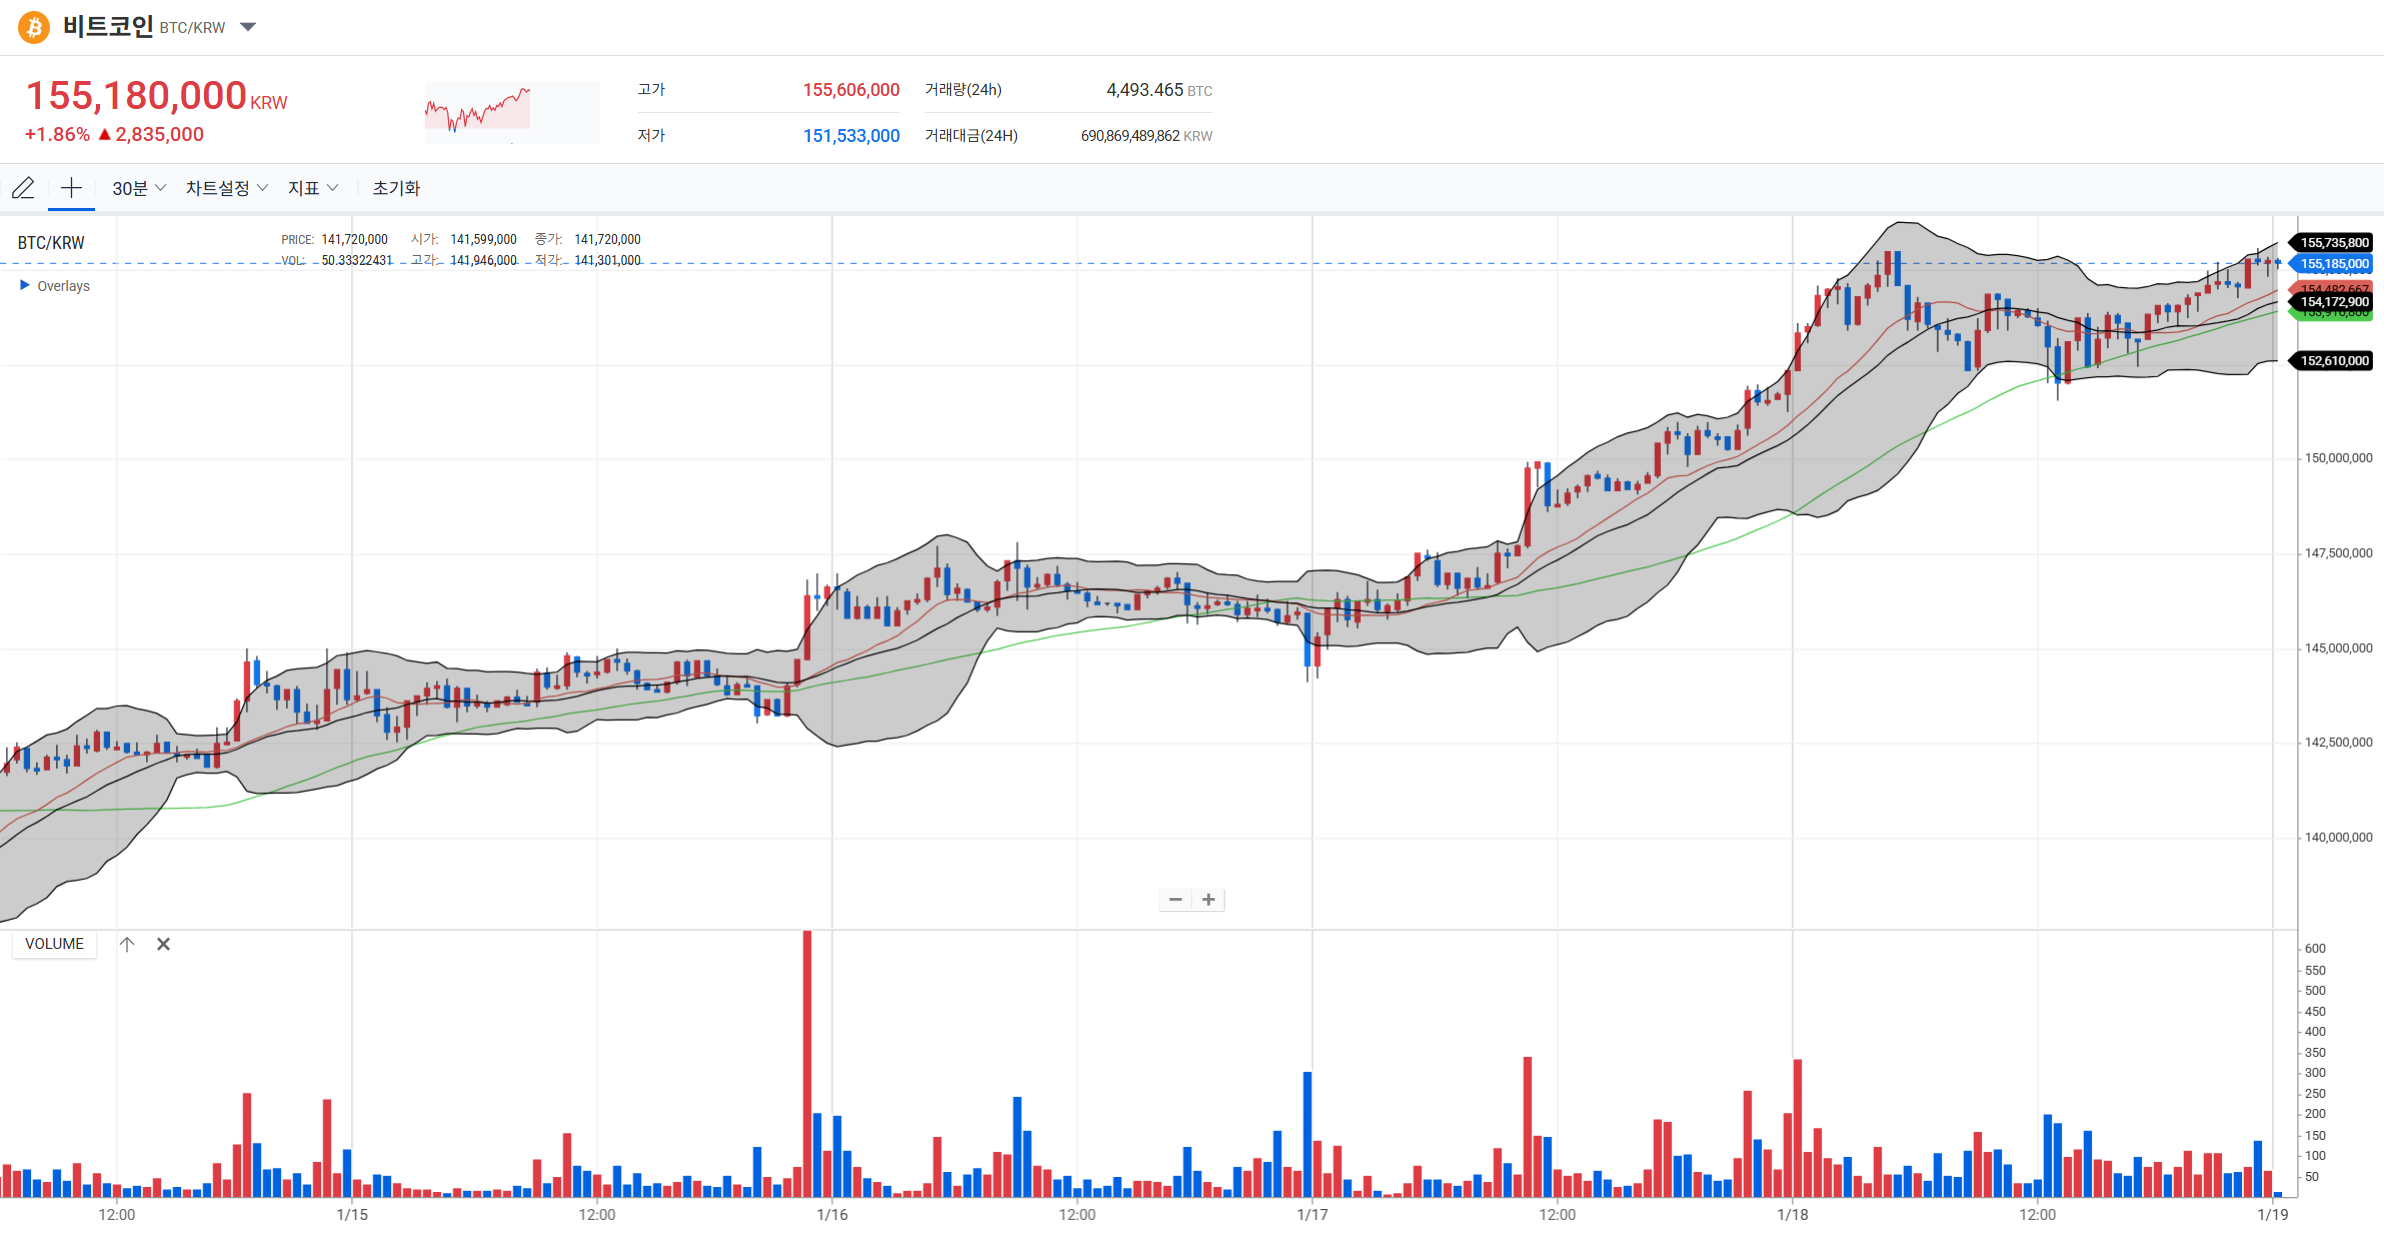 비트코인 BTC/KRW
155,180,000 KRW
+1.86% ▲ 2,835,000
고가 155,606,000 거래량(24h) 4,493.465 BTC
저가 151,533,000 거래대금(24H) 690,869,489,862 KRW
30분 차트설정 지표 초기화
BTC/KRW
PRICE: 141,720,000 시가: 141,599,000 종가: 141,720,000
VOL: 50.33322431 고가: 141,946,000 저가: 141,301,000
Overlays
155,735,800
155,185,000
154,482,667
154,172,900
152,610,000
150,000,000
147,500,000
145,000,000
142,500,000
140,000,000
− +
VOLUME
600
550
500
450
400
350
300
250
200
150
100
50
12:00 1/15 12:00 1/16 12:00 1/17 12:00 1/18 12:00 1/19